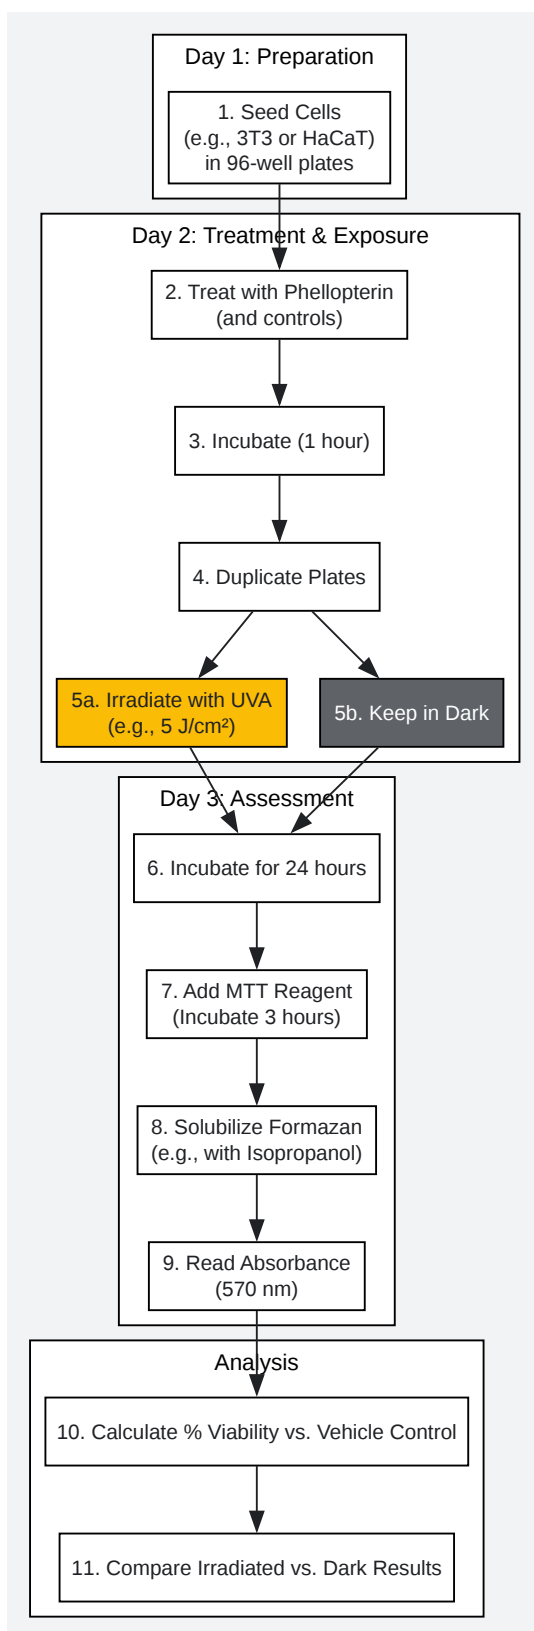 Day 1: Preparation
1. Seed Cells
(e.g., 3T3 or HaCaT)
in 96-well plates
Day 2: Treatment & Exposure
2. Treat with Phellopterin
(and controls)
3. Incubate (1 hour)
4. Duplicate Plates
5a. Irradiate with UVA
(e.g., 5 J/cm²)
5b. Keep in Dark
Day 3: Assessment
6. Incubate for 24 hours
7. Add MTT Reagent
(Incubate 3 hours)
8. Solubilize Formazan
(e.g., with Isopropanol)
9. Read Absorbance
(570 nm)
Analysis
10. Calculate % Viability vs. Vehicle Control
11. Compare Irradiated vs. Dark Results